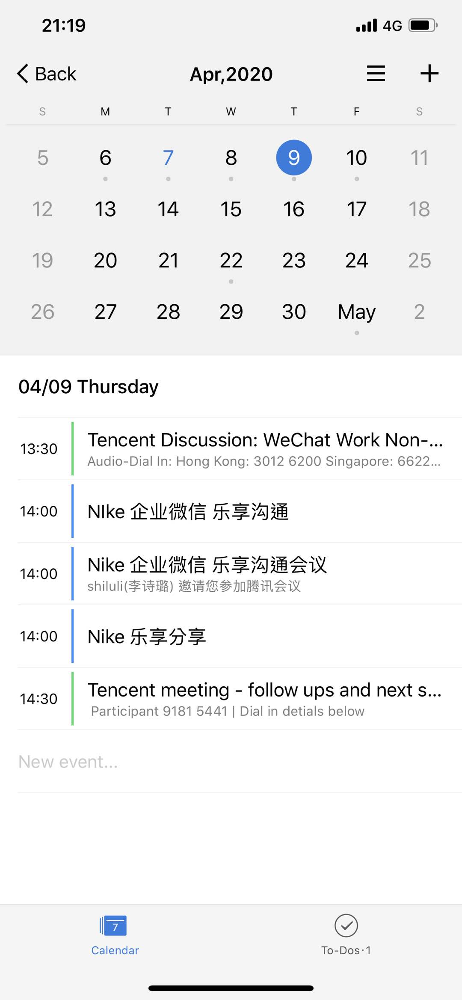 21:19 4G
Back Apr,2020
S M T W T F S
5 6 7 8 9 10 11
12 13 14 15 16 17 18
19 20 21 22 23 24 25
26 27 28 29 30 May 2
04/09 Thursday
13:30 Tencent Discussion: WeChat Work Non-...
Audio-Dial In: Hong Kong: 3012 6200 Singapore: 6622...
14:00 NIke 企业微信 乐享沟通
14:00 Nike 企业微信 乐享沟通会议
shiluli(李诗璐) 邀请您参加腾讯会议
14:00 Nike 乐享分享
14:30 Tencent meeting - follow ups and next s...
Participant 9181 5441 | Dial in detials below
New event...
7
Calendar To-Dos·1